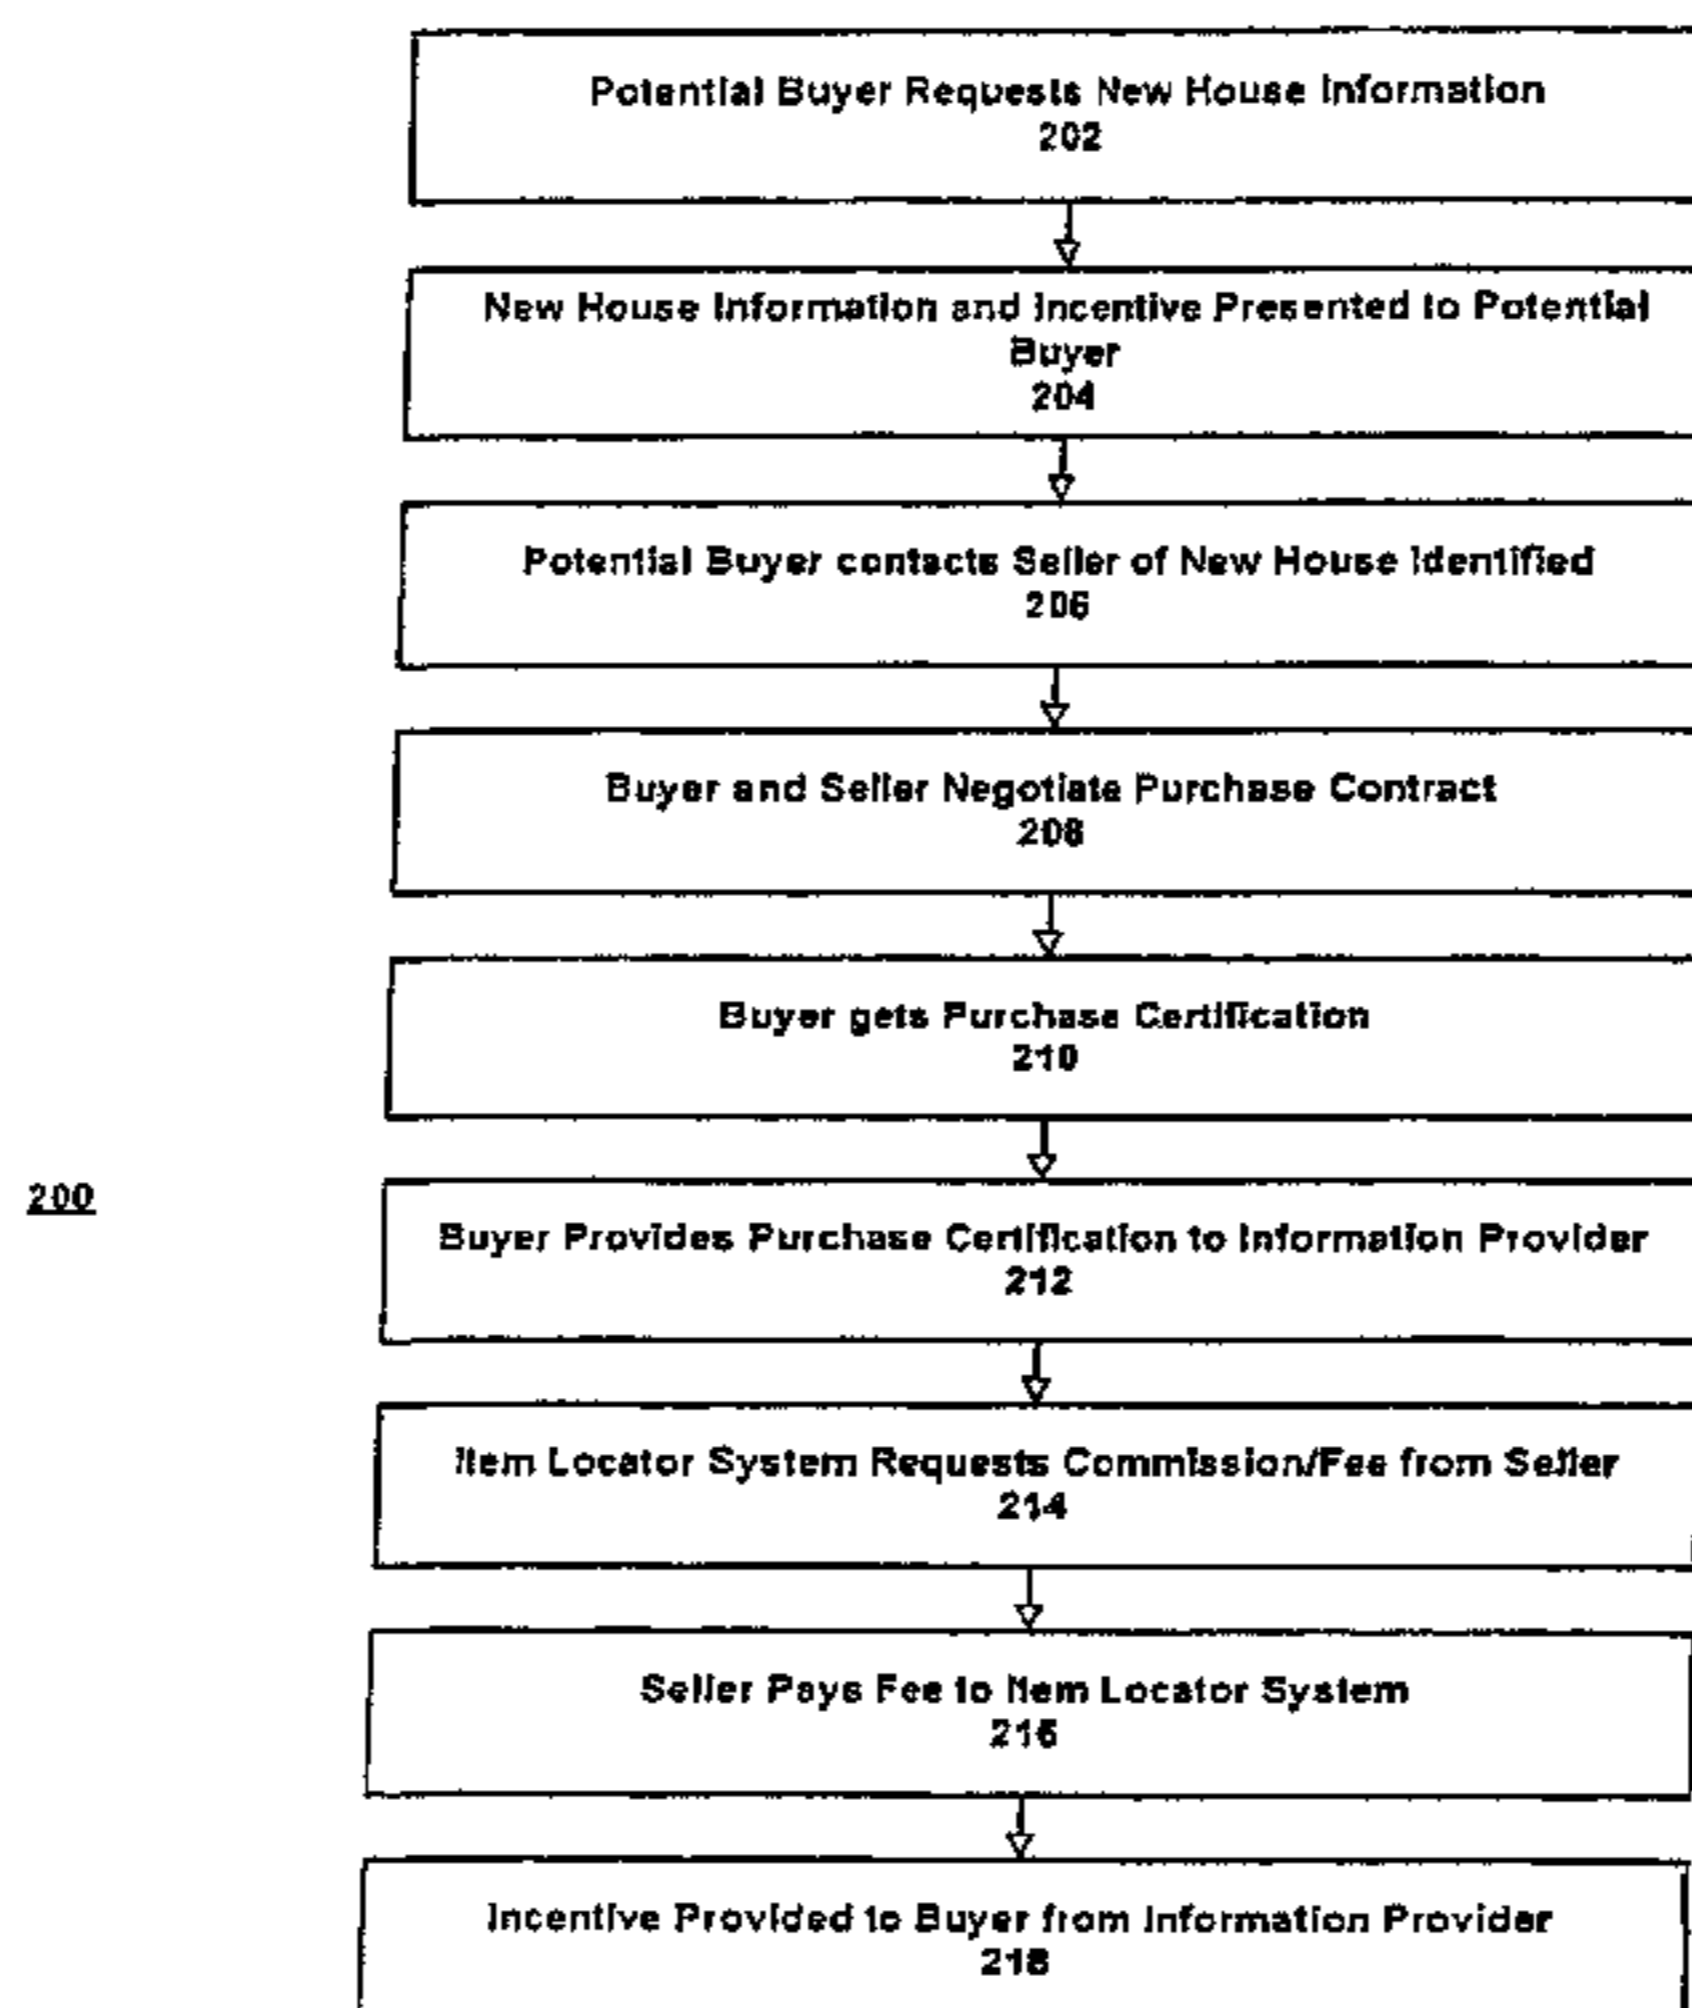 Potential Buyer Requests New House Information
202
New House Information and Incentive Presented to Potential
Buyer
204
Potential Buyer contacts Seller of New House Identified
206
Buyer and Seller Negotiate Purchase Contract
208
Buyer gets Purchase Certification
210
200
Buyer Provides Purchase Certification to Information Provider
212
Item Locator System Requests Commission/Fee from Seller
214
Seller Pays Fee to Item Locator System
216
Incentive Provided to Buyer from Information Provider
218